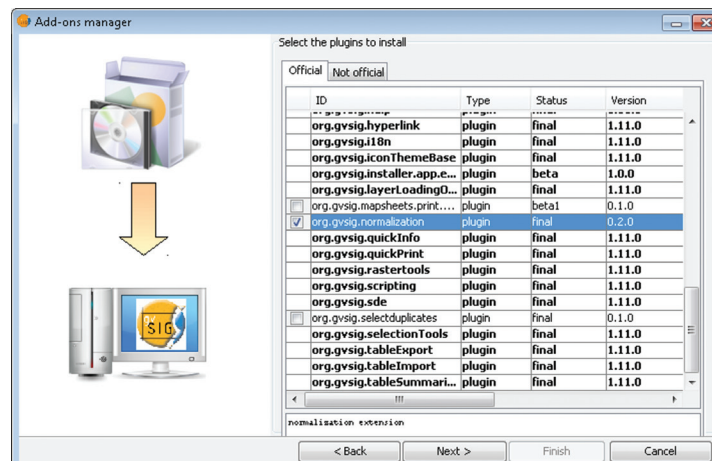 Add-ons manager
Select the plugins to install
Official Not official
ID Type Status Version
org.gvsig.hyperlink plugin final 1.11.0
org.gvsig.i18n plugin final 1.11.0
org.gvsig.iconThemeBase plugin final 1.11.0
org.gvsig.installer.app.e... plugin beta 1.0.0
org.gvsig.layerLoadingO... plugin final 1.11.0
org.gvsig.mapsheets.print.... plugin beta1 0.1.0
org.gvsig.normalization plugin final 0.2.0
org.gvsig.quickInfo plugin final 1.11.0
org.gvsig.quickPrint plugin final 1.11.0
org.gvsig.rastertools plugin final 1.11.0
org.gvsig.scripting plugin final 1.11.0
org.gvsig.sde plugin final 1.11.0
org.gvsig.selectduplicates plugin final 0.1.0
org.gvsig.selectionTools plugin final 1.11.0
org.gvsig.tableExport plugin final 1.11.0
org.gvsig.tableImport plugin final 1.11.0
org.gvsig.tableSummari... plugin final 1.11.0
SIG
normalization extension
< Back Next > Finish Cancel